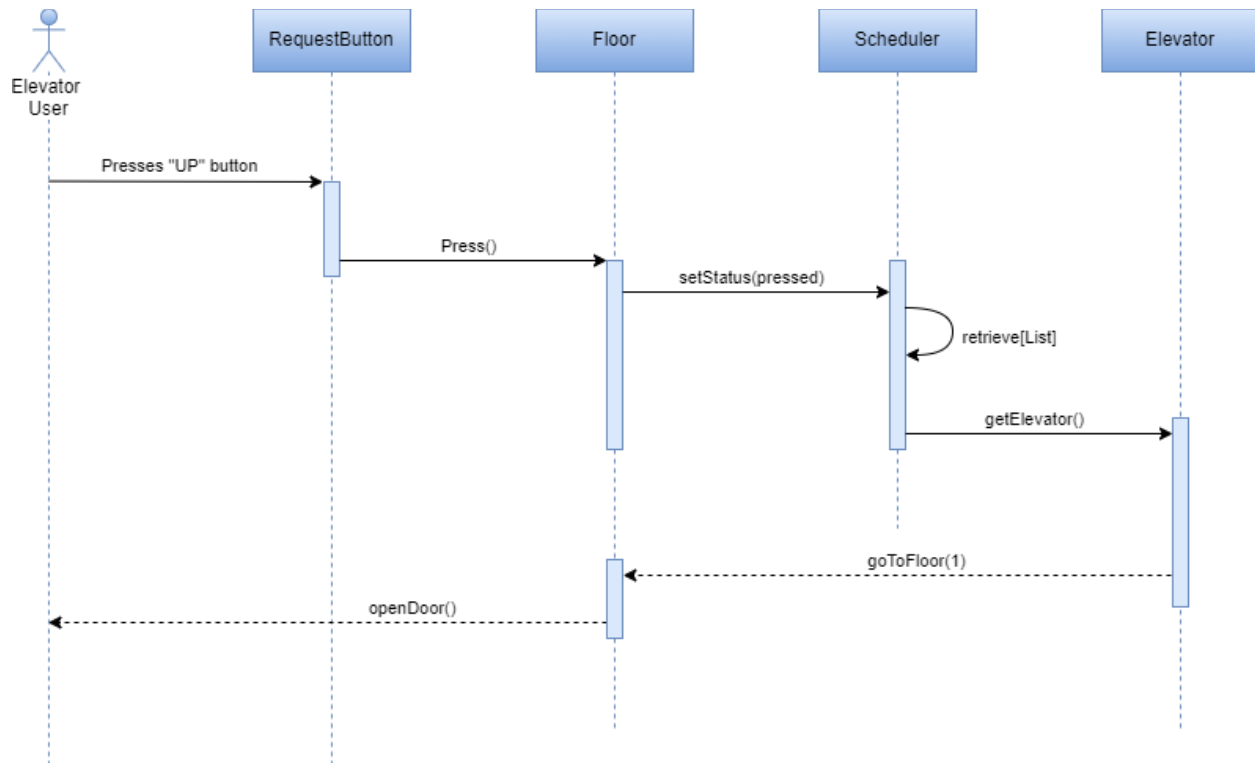 RequestButton
Floor
Scheduler
Elevator
Elevator
User
Presses "UP" button
Press()
setStatus(pressed)
retrieve[List]
getElevator()
goToFloor(1)
openDoor()